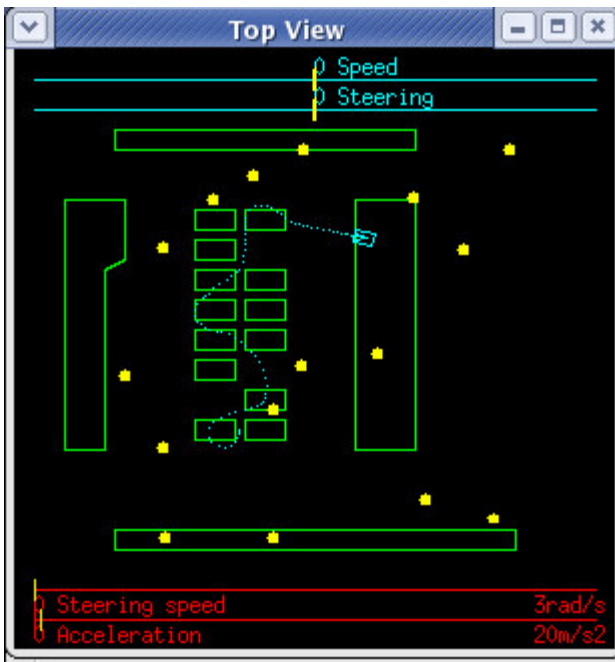 Top View
0 Speed
0 Steering
0 Steering speed 3rad/s
0 Acceleration 20m/s2